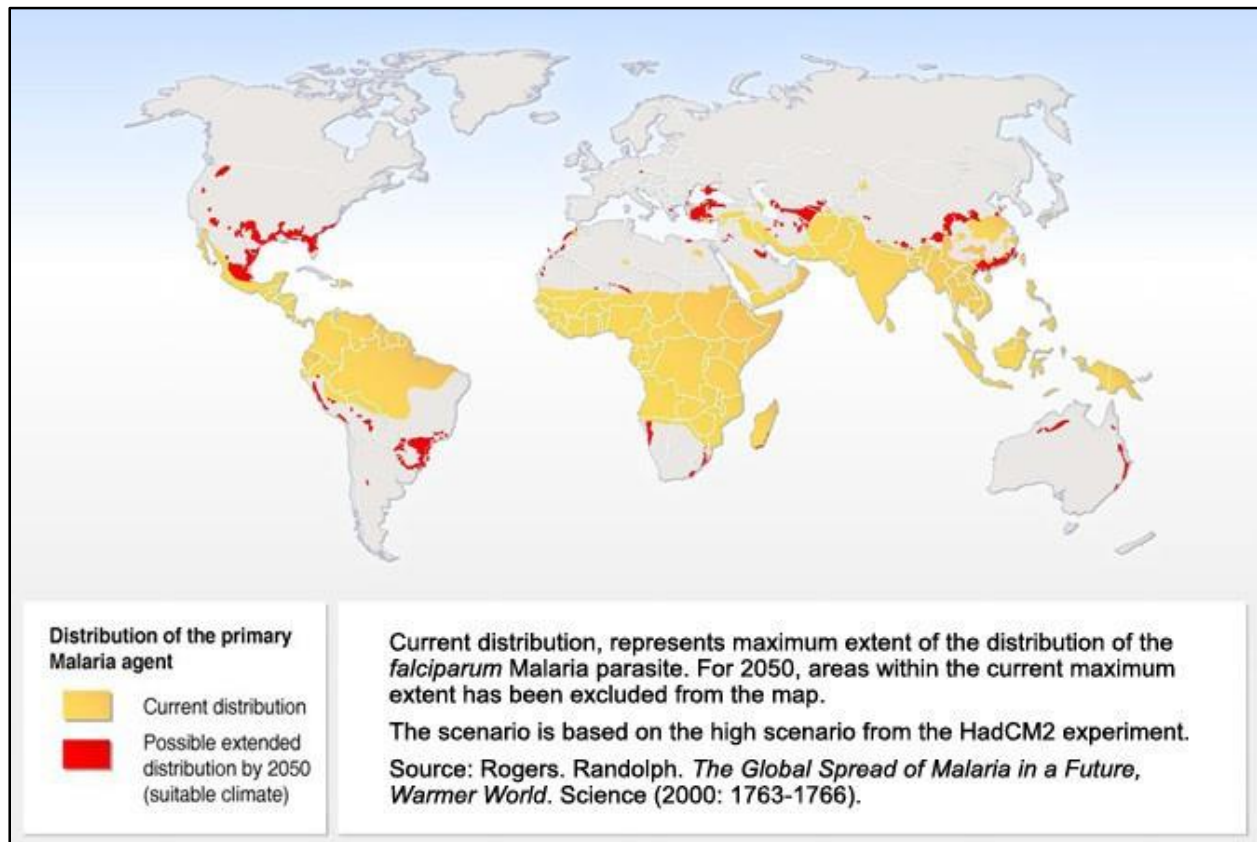 Distribution of the primary
Malaria agent
Current distribution
Possible extended
distribution by 2050
(suitable climate)
Current distribution, represents maximum extent of the distribution of the
falciparum Malaria parasite. For 2050, areas within the current maximum
extent has been excluded from the map.
The scenario is based on the high scenario from the HadCM2 experiment.
Source: Rogers. Randolph. The Global Spread of Malaria in a Future,
Warmer World. Science (2000: 1763-1766).